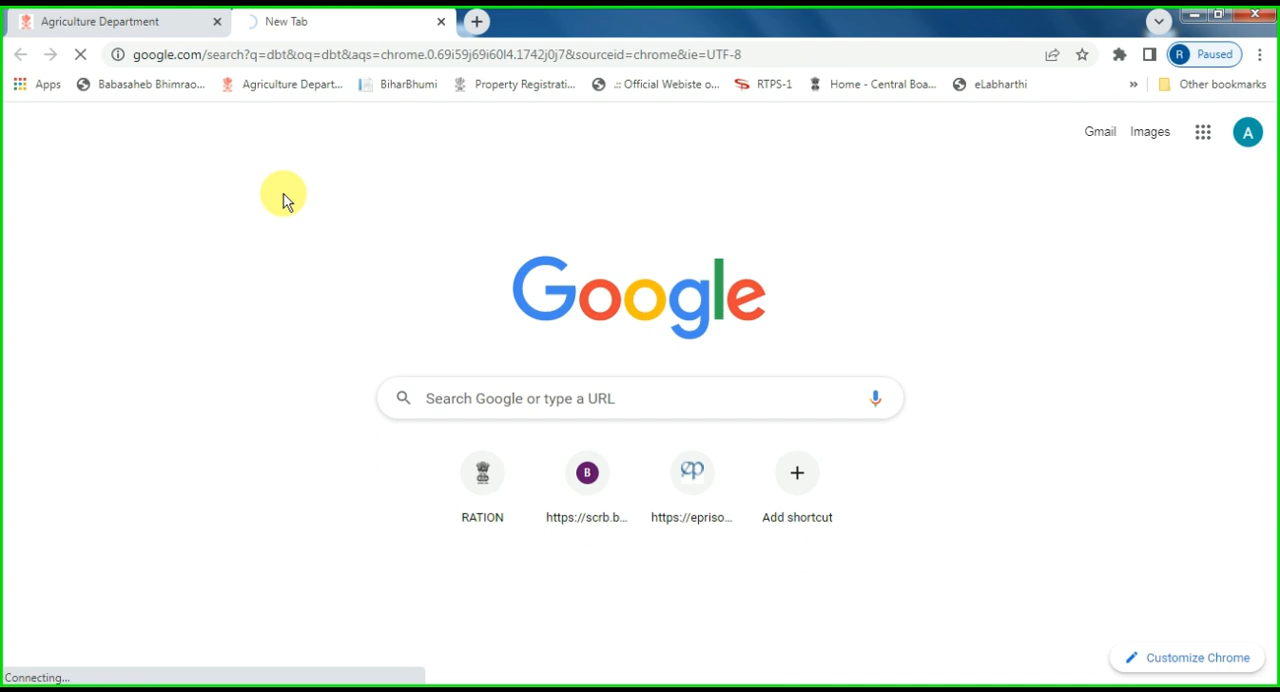 Agriculture Department
New Tab
google.com/search?q=dbt&oq=dbt&aqs=chrome.0.69i59j69i60l4.1742j0j7&sourceid=chrome&ie=UTF-8
R Paused
Apps
Babasaheb Bhimrao...
Agriculture Depart...
BiharBhumi
Property Registrati...
.:: Official Webiste o...
RTPS-1
Home - Central Boa...
eLabharthi
»
Other bookmarks
Gmail
Images
A
Google
Search Google or type a URL
B
ep
RATION
https://scrb.b...
https://epriso...
Add shortcut
Customize Chrome
Connecting...